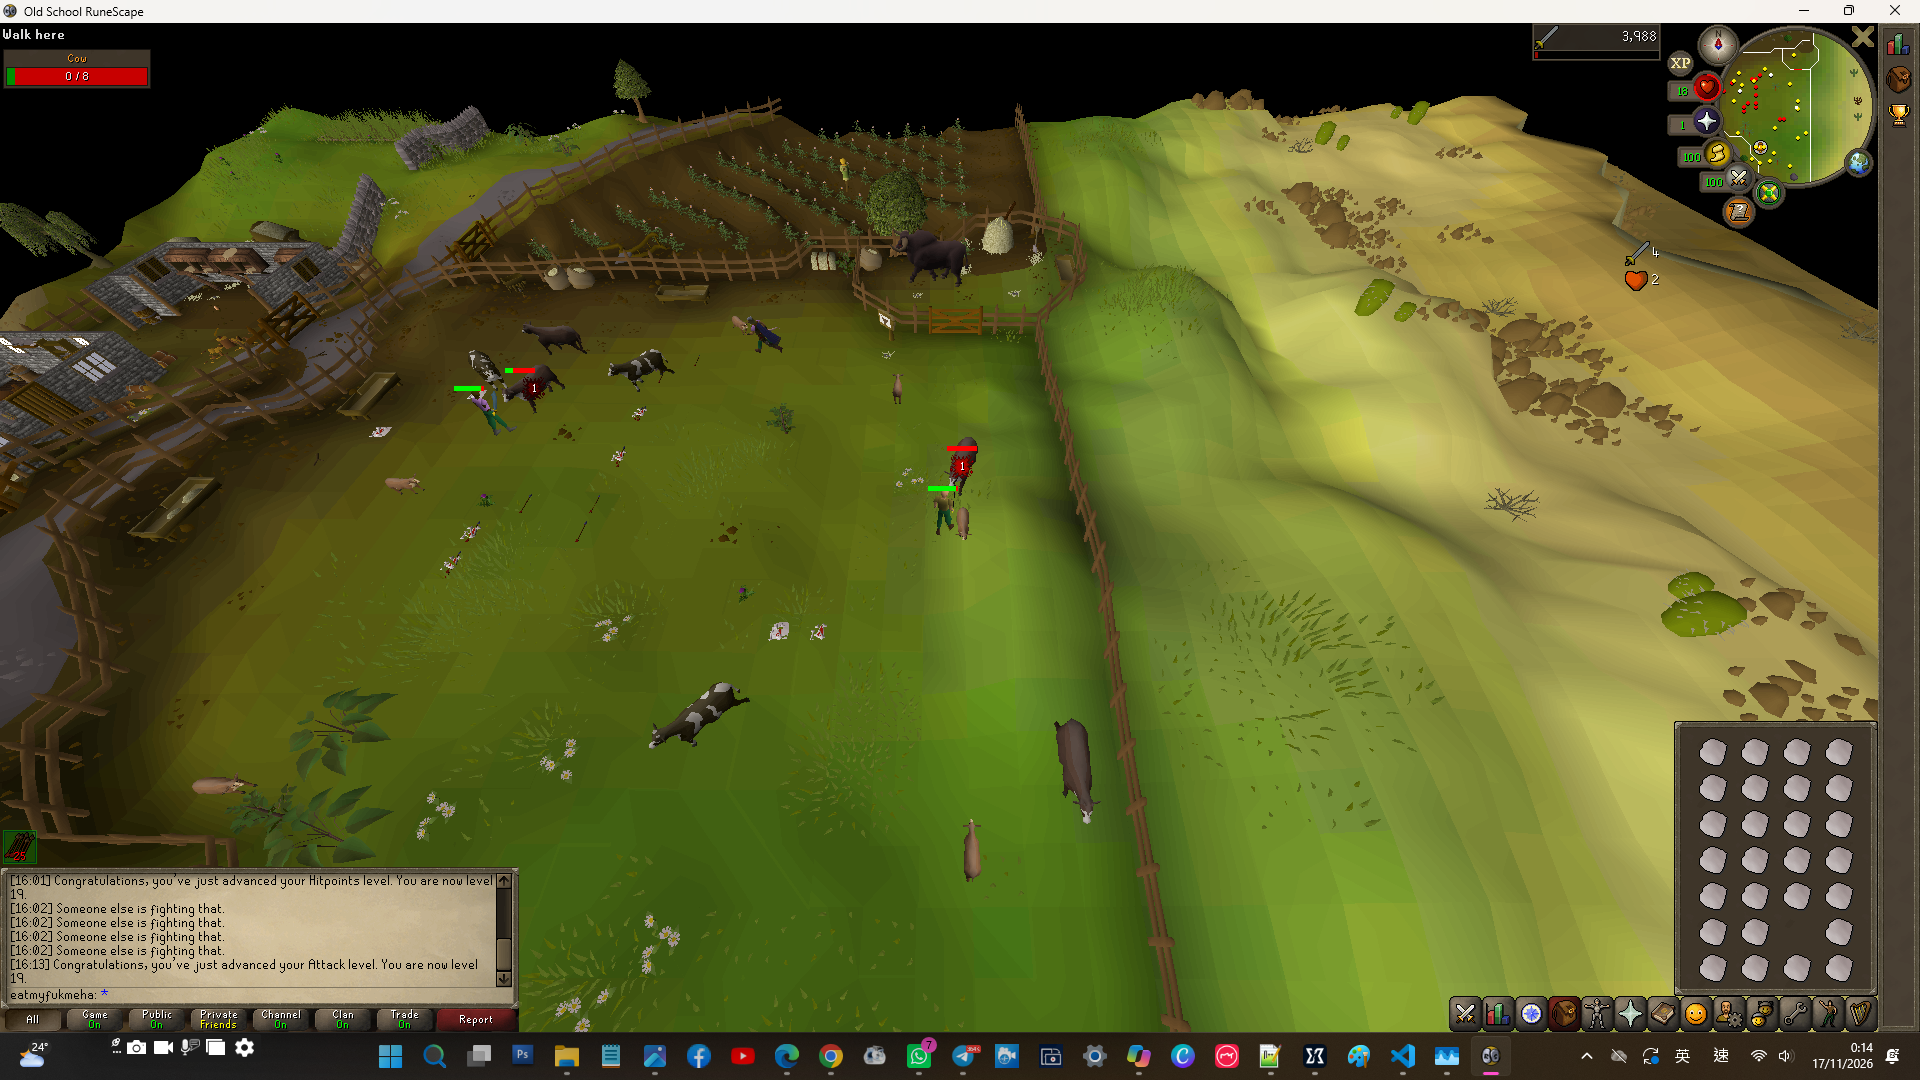 Old School RuneScape
Walk here
Cow
0 / 8
3,988
N
XP
18
1
100
100
4
2
1
1
25
[16:01] Congratulations, you've just advanced your Hitpoints level. You are now level
19.
[16:02] Someone else is fighting that.
[16:02] Someone else is fighting that.
[16:02] Someone else is fighting that.
[16:02] Someone else is fighting that.
[16:13] Congratulations, you've just advanced your Attack level. You are now level
19.
eatmyfukmeha: *
All
Game
On
Public
On
Private
Friends
Channel
On
Clan
On
Trade
On
Report
24°
Ps
7
英
速
0:14
17/11/2026